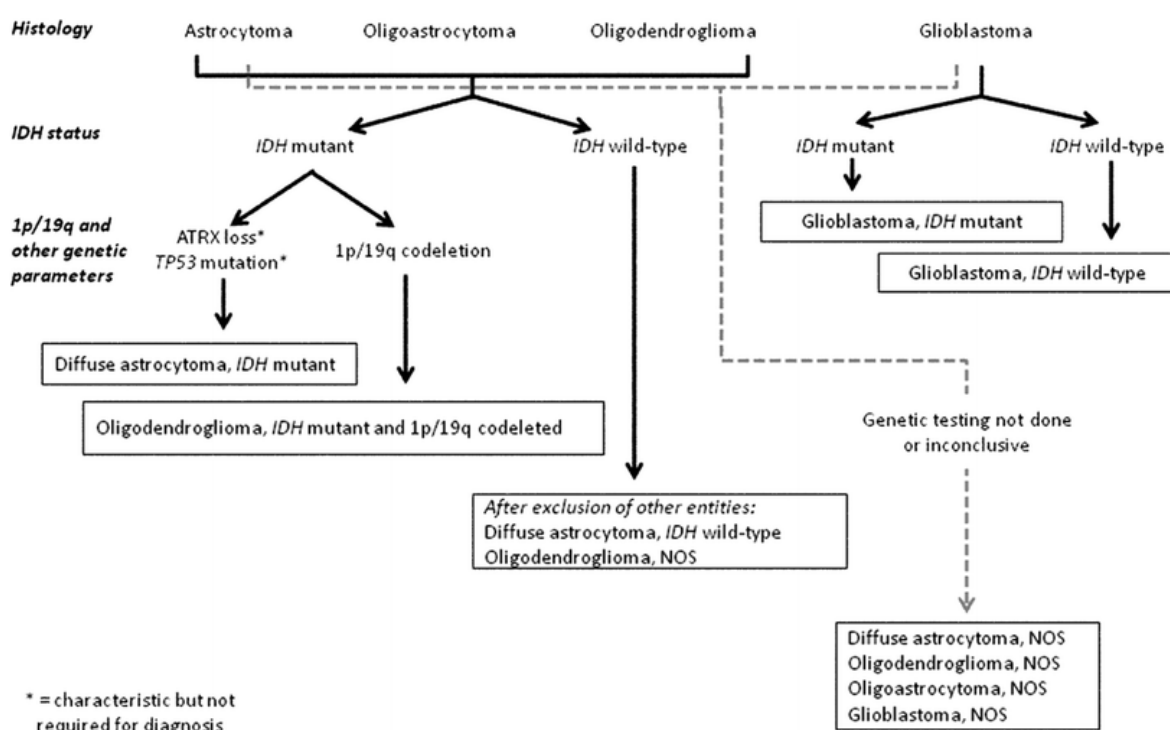 Histology
Astrocytoma
Oligoastrocytoma
Oligodendroglioma
Glioblastoma
IDH status
IDH mutant
IDH wild-type
IDH mutant
IDH wild-type
1p/19q and
other genetic
parameters
ATRX loss*
TP53 mutation*
1p/19q codeletion
Glioblastoma, IDH mutant
Glioblastoma, IDH wild-type
Diffuse astrocytoma, IDH mutant
Oligodendroglioma, IDH mutant and 1p/19q codeleted
Genetic testing not done
or inconclusive
After exclusion of other entities:
Diffuse astrocytoma, IDH wild-type
Oligodendroglioma, NOS
Diffuse astrocytoma, NOS
Oligodendroglioma, NOS
Oligoastrocytoma, NOS
Glioblastoma, NOS
* = characteristic but not
required for diagnosis